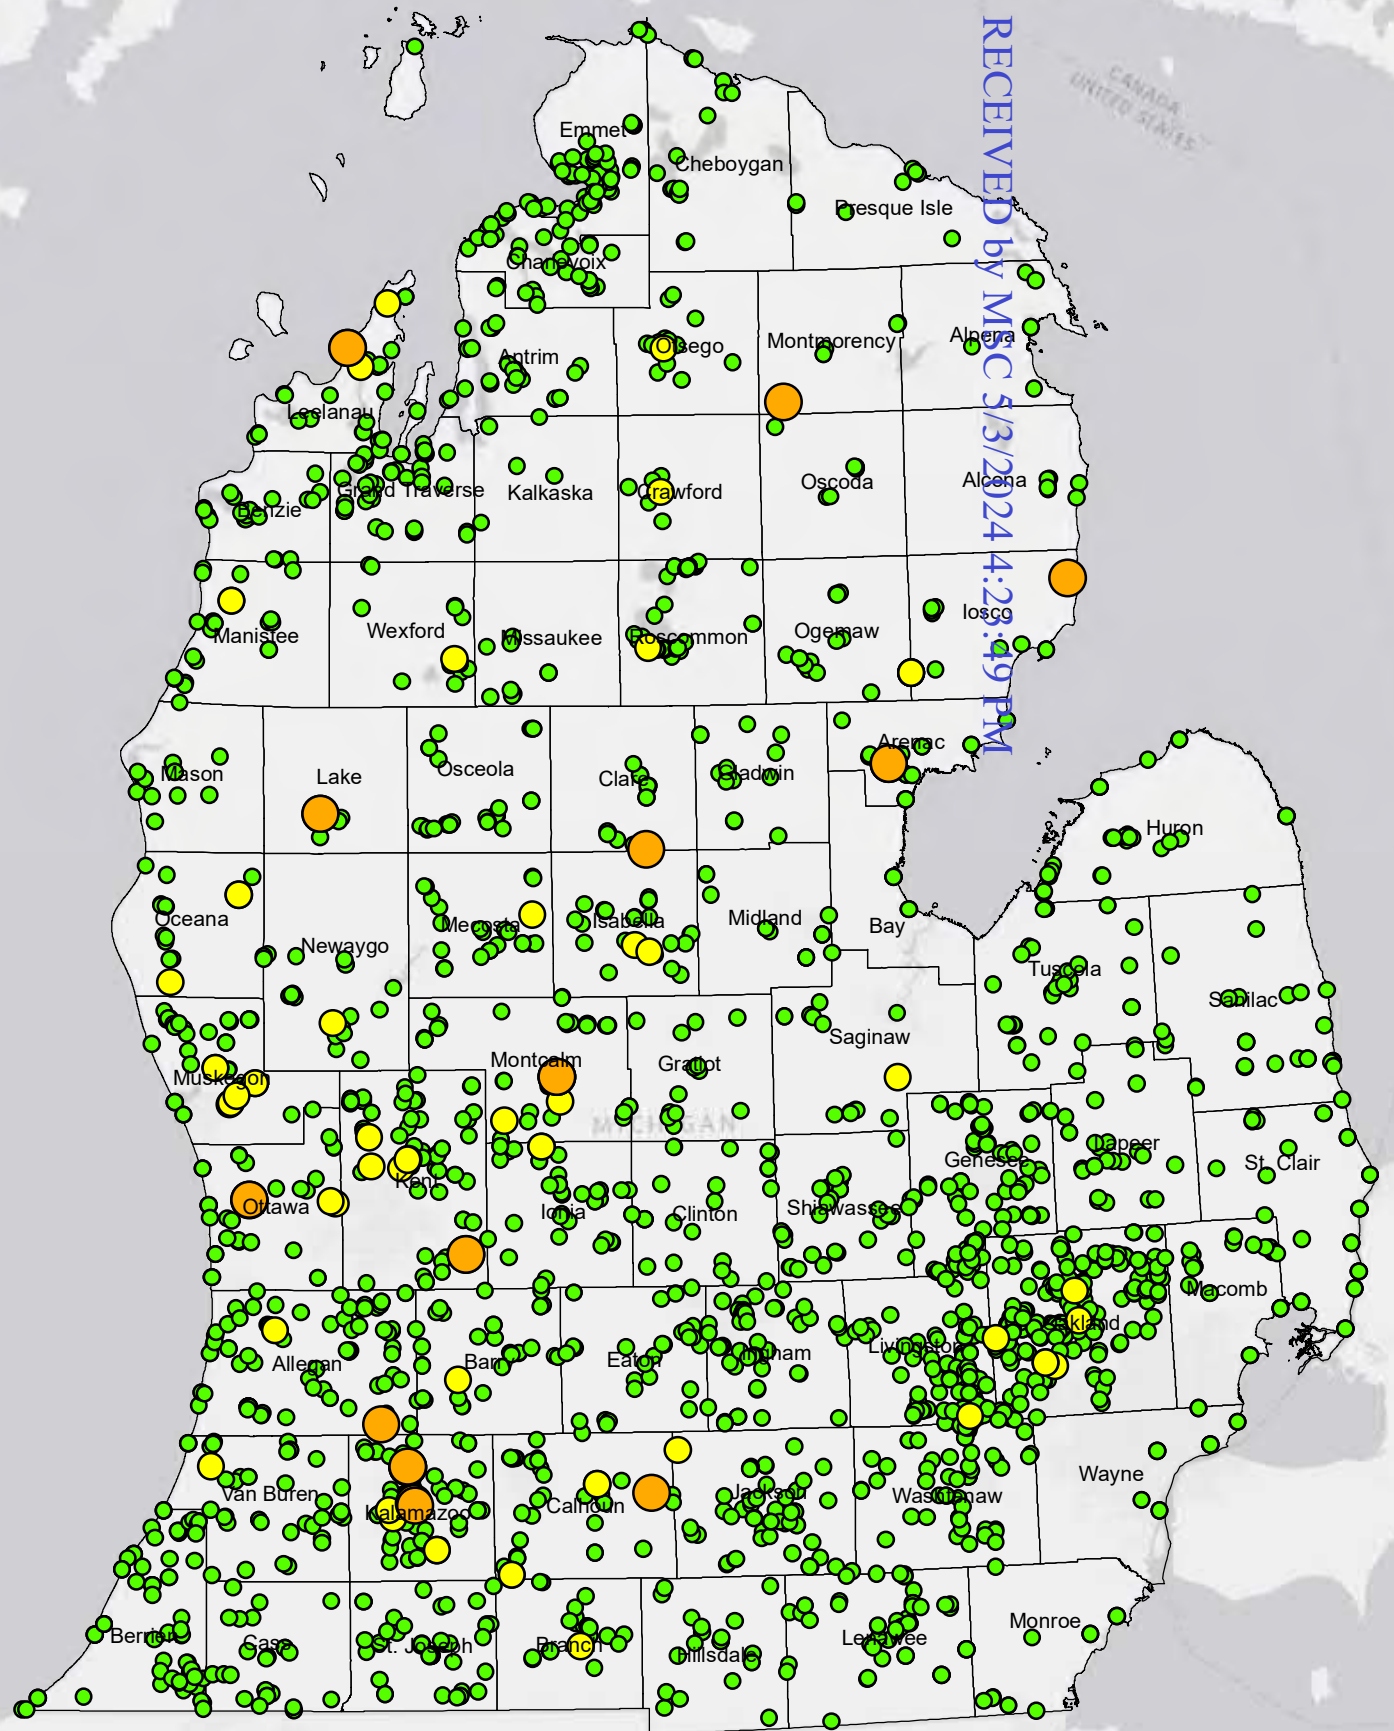 CANADA
UNITED STATES
RECEIVED by MSC 5/3/2024 4:23:49 PM
Emmet
Cheboygan
Presque Isle
Charlevoix
Antrim
Otsego
Montmorency
Alpena
Leelanau
Grand Traverse
Kalkaska
Crawford
Oscoda
Alcona
Benzie
Manistee
Wexford
Missaukee
Roscommon
Ogemaw
Iosco
Mason
Lake
Osceola
Clare
Gladwin
Arenac
Huron
Oceana
Newaygo
Mecosta
Isabella
Midland
Bay
Tuscola
Sanilac
Saginaw
Muskegon
Montcalm
Gratiot
MICHIGAN
Kent
Ottawa
Ionia
Clinton
Shiawassee
Genesee
Lapeer
St. Clair
Macomb
Allegan
Barry
Eaton
Ingham
Livingston
Oakland
Van Buren
Kalamazoo
Calhoun
Jackson
Washtenaw
Wayne
Berrien
Cass
St. Joseph
Branch
Hillsdale
Lenawee
Monroe